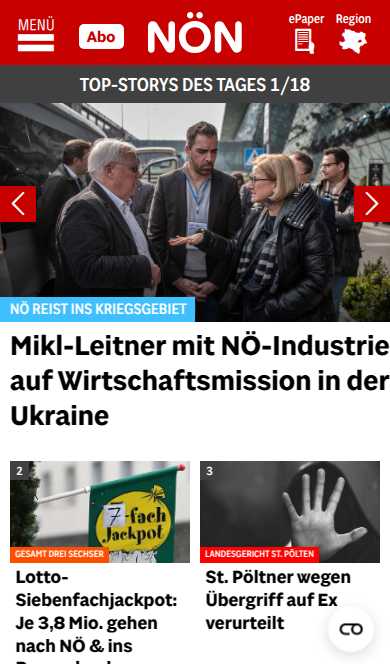 MENÜ
Abo
NÖN
ePaper
Region
TOP-STORYS DES TAGES 1/18
NÖ REIST INS KRIEGSGEBIET
Mikl-Leitner mit NÖ-Industrie
auf Wirtschaftsmission in der
Ukraine
2
7-fach
Jackpot
GESAMT DREI SECHSER
Lotto-
Siebenfachjackpot:
Je 3,8 Mio. gehen
nach NÖ & ins
3
LANDESGERICHT ST. PÖLTEN
St. Pöltner wegen
Übergriff auf Ex
verurteilt